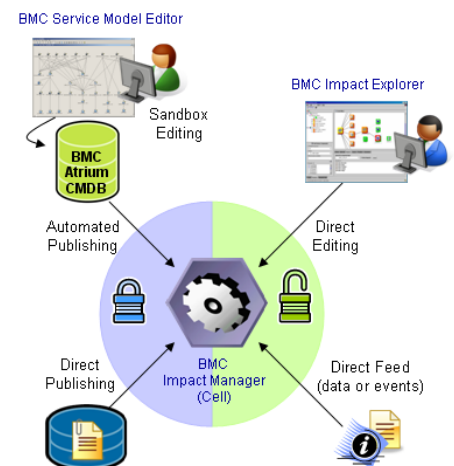 BMC Service Model Editor
BMC Impact Explorer
Sandbox
Editing
BMC
Atrium
CMDB
Automated
Publishing
Direct
Editing
Direct
Publishing
BMC
Impact Manager
(Cell)
Direct Feed
(data or events)
i